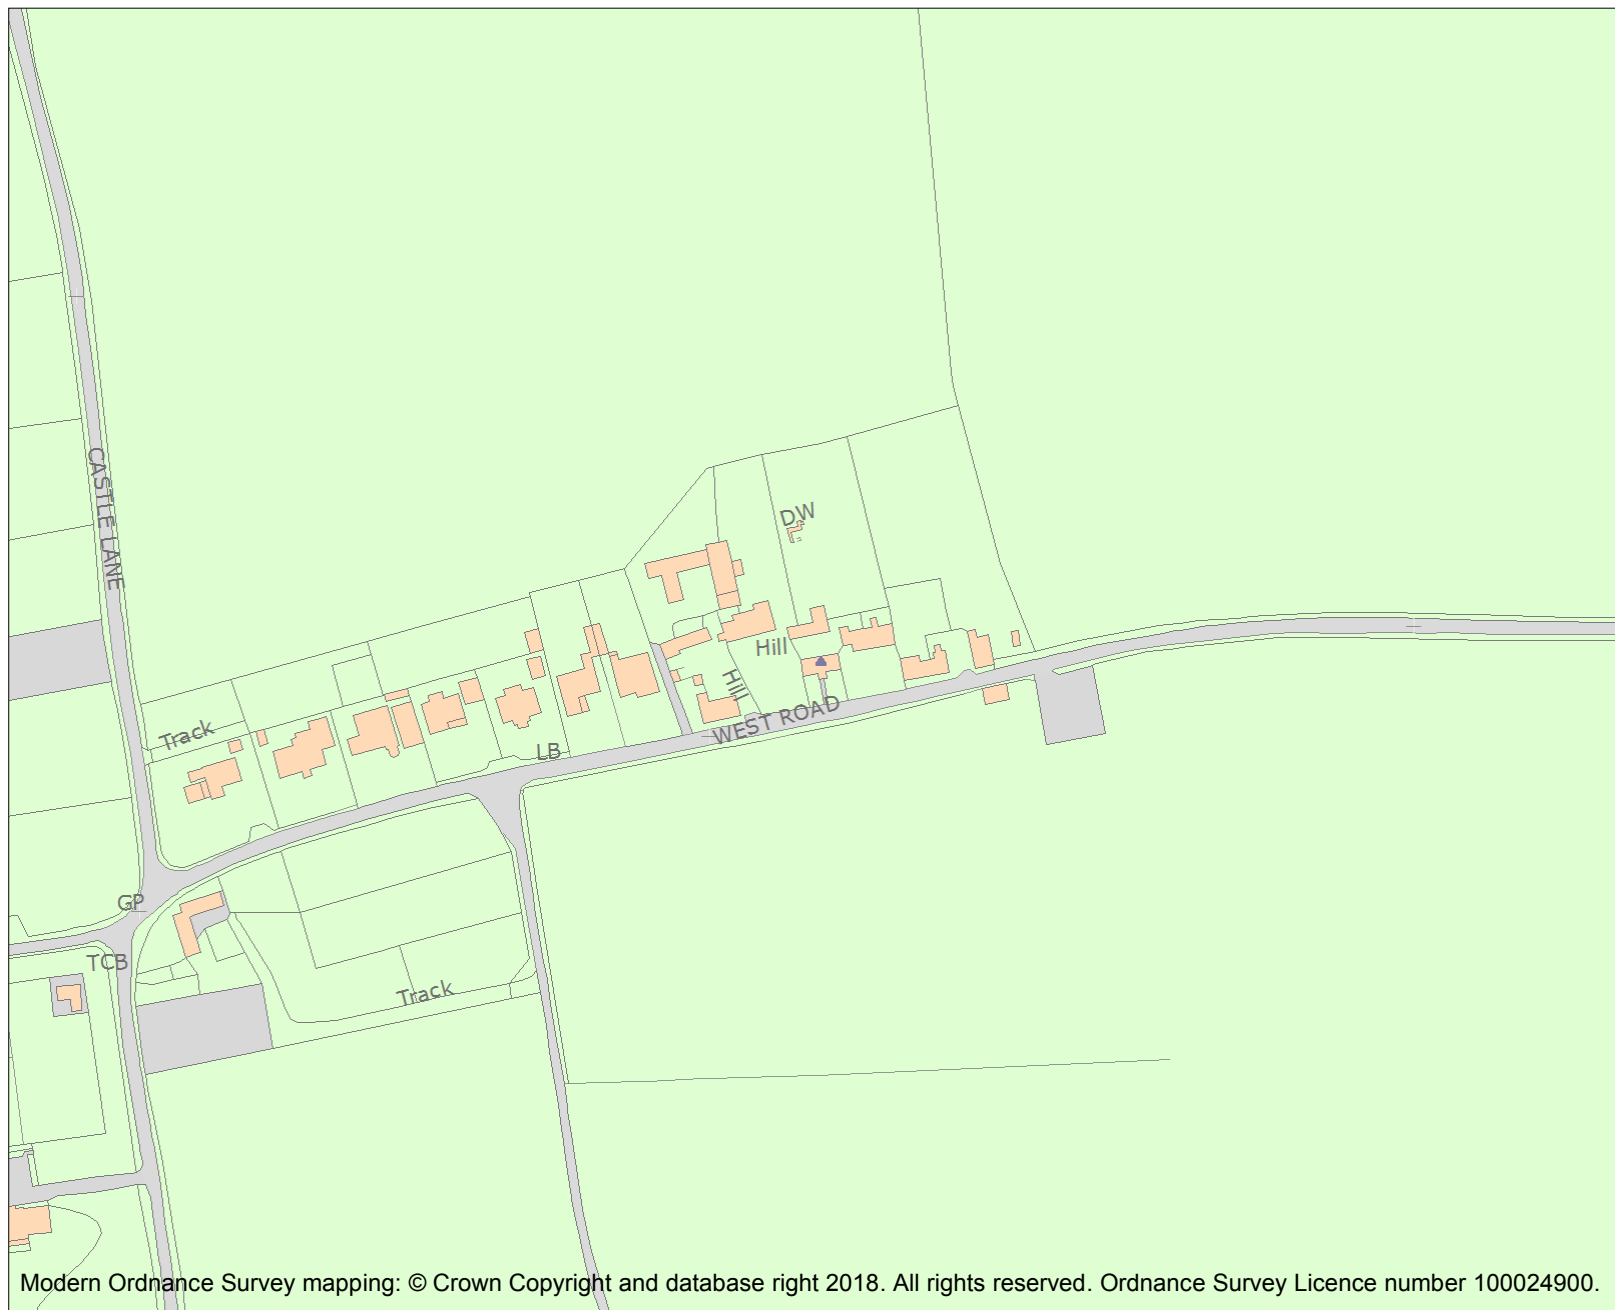 CASTLE LANE
DW
Hill
Hill
WEST ROAD
Track
LB
GP
TCB
Track
Modern Ordnance Survey mapping: © Crown Copyright and database right 2018. All rights reserved. Ordnance Survey Licence number 100024900.